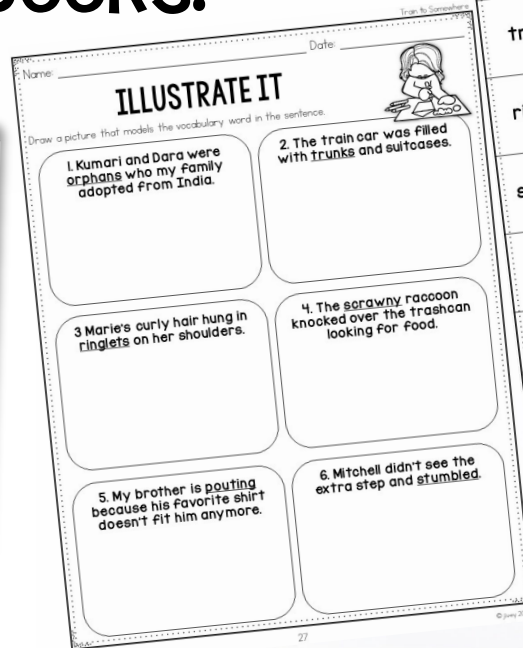 Train to Somewhere
Name:
Date:
ILLUSTRATE IT
Draw a picture that models the vocabulary word in the sentence.
1. Kumari and Dara were
orphans who my family
adopted from India.
2. The train car was filled
with trunks and suitcases.
3 Marie's curly hair hung in
ringlets on her shoulders.
4. The scrawny raccoon
knocked over the trashcan
looking for food.
5. My brother is pouting
because his favorite shirt
doesn't fit him anymore.
6. Mitchell didn't see the
extra step and stumbled.
27